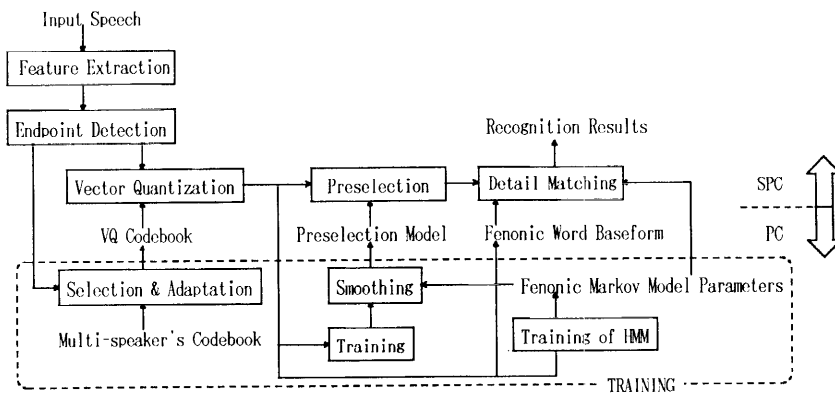 Input Speech
Feature Extraction
Endpoint Detection
Recognition Results
Vector Quantization
Preselection
Detail Matching
SPC
VQ Codebook
Preselection Model
Fenonic Word Baseform
PC
Selection & Adaptation
Smoothing
Fenonic Markov Model Parameters
Multi-speaker's Codebook
Training
Training of HMM
TRAINING